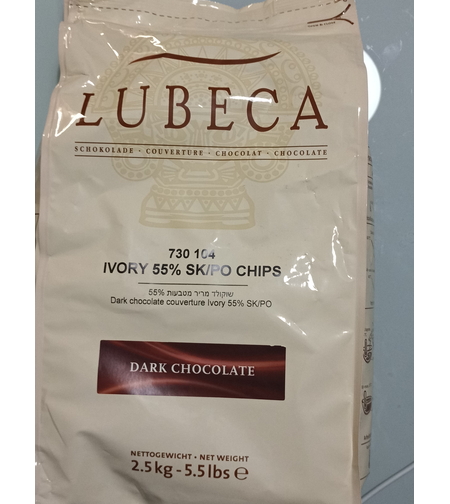 LUBECA
SCHOKOLADE • COUVERTURE • CHOCOLAT • CHOCOLATE
730 104
IVORY 55% SK/PO CHIPS
שוקולד מריר מטבעות 55%
Dark chocolate couverture Ivory 55% SK/PO
DARK CHOCOLATE
NETTOGEWICHT • NET WEIGHT
2.5 kg - 5.5 lbs e